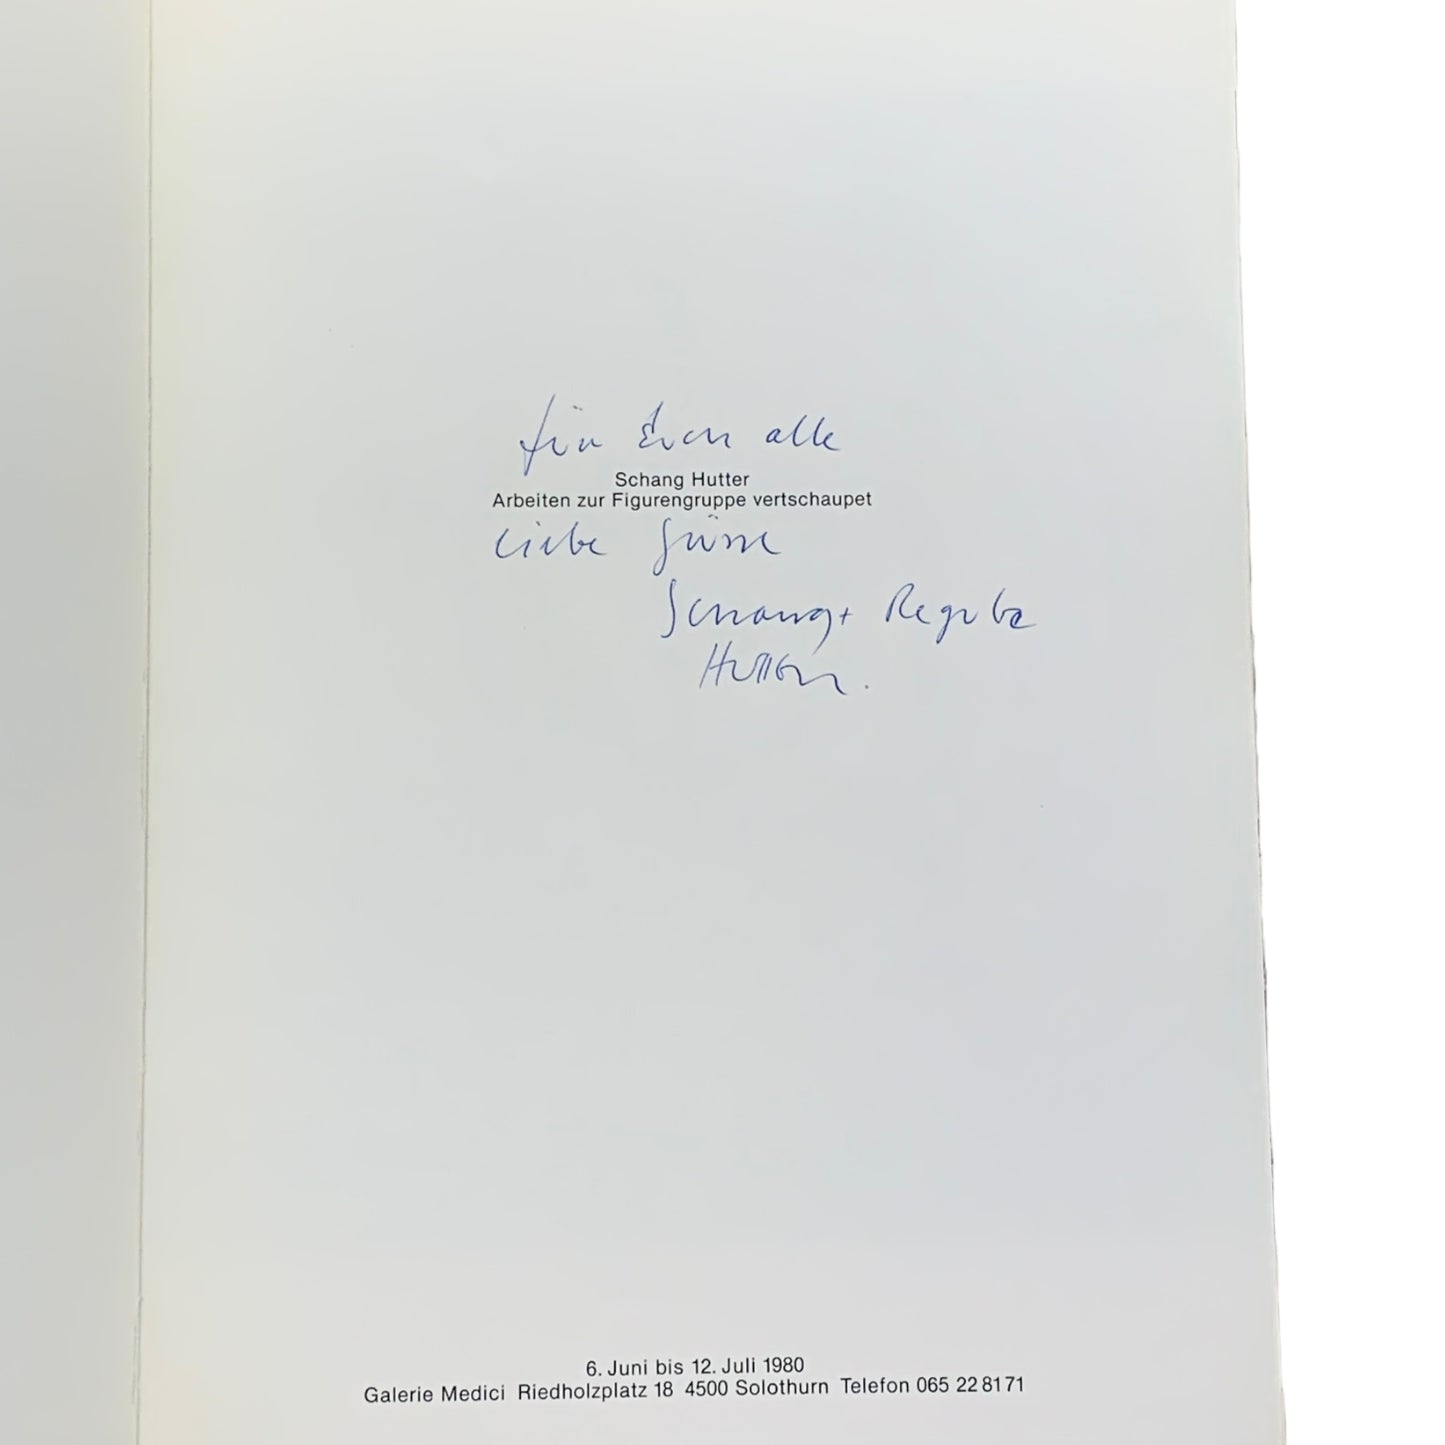 für Euch alle
Schang Hutter
Arbeiten zur Figurengruppe vertschaupet
liebe Grüsse
Schang + Regula
Hutter.
6. Juni bis 12. Juli 1980
Galerie Medici Riedholzplatz 18 4500 Solothurn Telefon 065 22 81 71